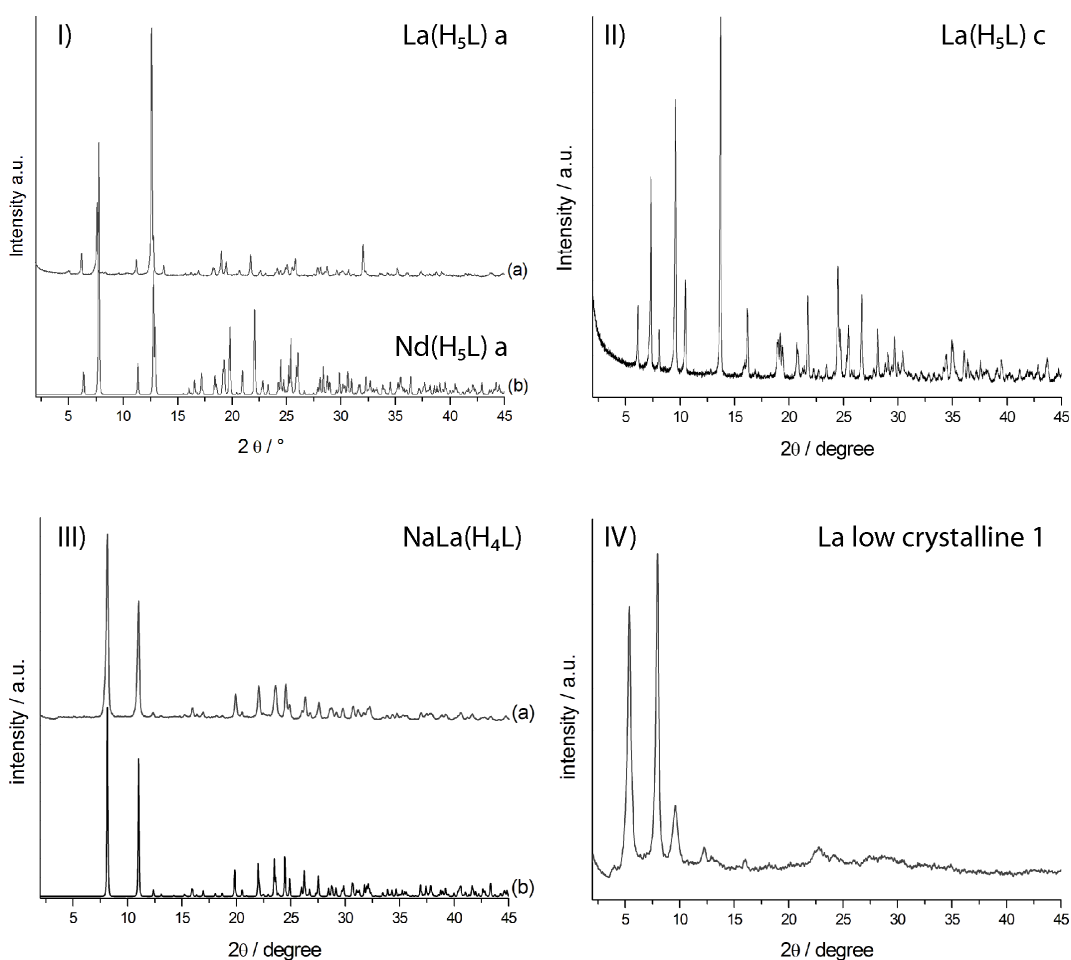 I)
La(H₅L) a
Intensity a.u.
(a)
Nd(H₅L) a
(b)
5 10 15 20 25 30 35 40 45
2 θ / °
II)
La(H₅L) c
Intensity / a.u.
5 10 15 20 25 30 35 40 45
2θ / degree
III)
NaLa(H₄L)
intensity / a.u.
(a)
(b)
5 10 15 20 25 30 35 40 45
2θ / degree
IV)
La low crystalline 1
intensity / a.u.
5 10 15 20 25 30 35 40 45
2θ / degree